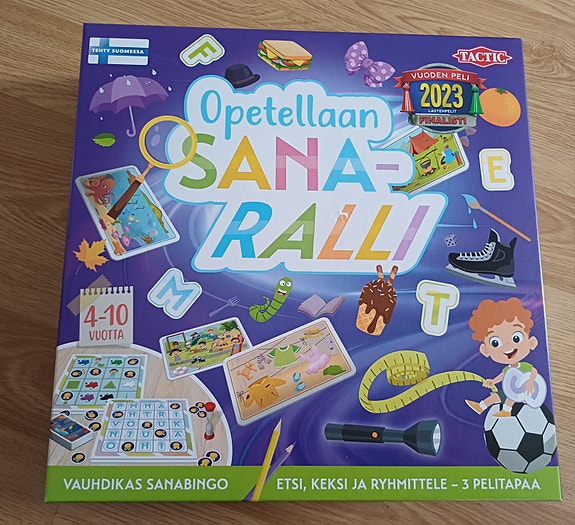 TEHTY SUOMESSA
TACTIC
VUODEN PELI
2023
LASTENPELIT
FINALISTI
Opetellaan
SANA-
RALLI
F
E
M
T
C
4-10
VUOTTA
VAUHDIKAS SANABINGO
ETSI, KEKSI JA RYHMITTELE – 3 PELITAPAA